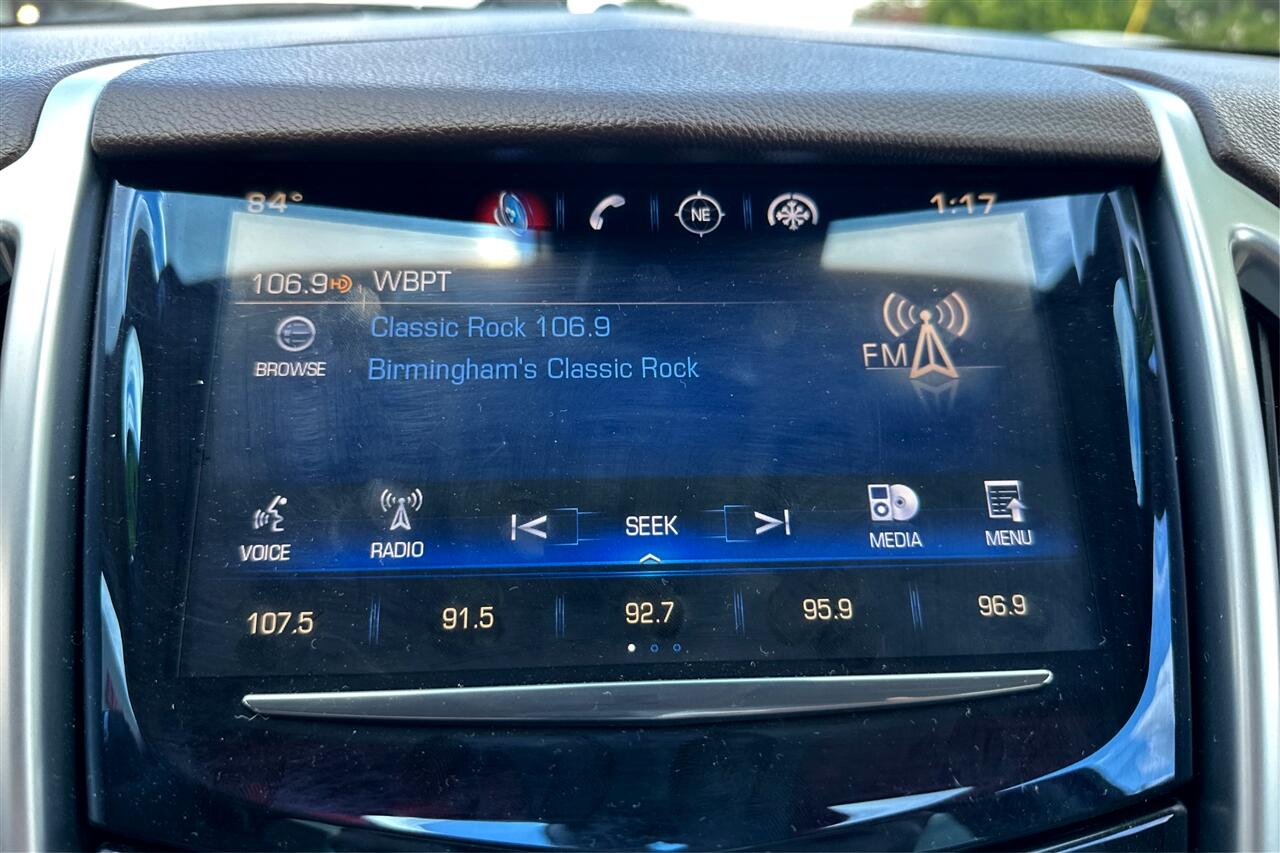 84° NE 1:17
106.9 HD WBPT
Classic Rock 106.9
BROWSE Birmingham's Classic Rock
FM
VOICE RADIO SEEK MEDIA MENU
107.5 91.5 92.7 95.9 96.9